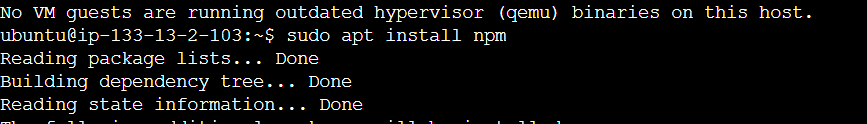 No VM guests are running outdated hypervisor (qemu) binaries on this host.
ubuntu@ip-133-13-2-103:~$ sudo apt install npm
Reading package lists... Done
Building dependency tree... Done
Reading state information... Done